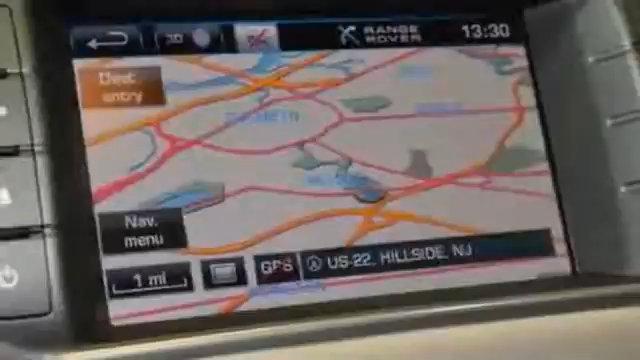 3D
RANGE
ROVER
13:30
Dest.
entry
Nav.
menu
1 mi
GPS
US-22, HILLSIDE, NJ